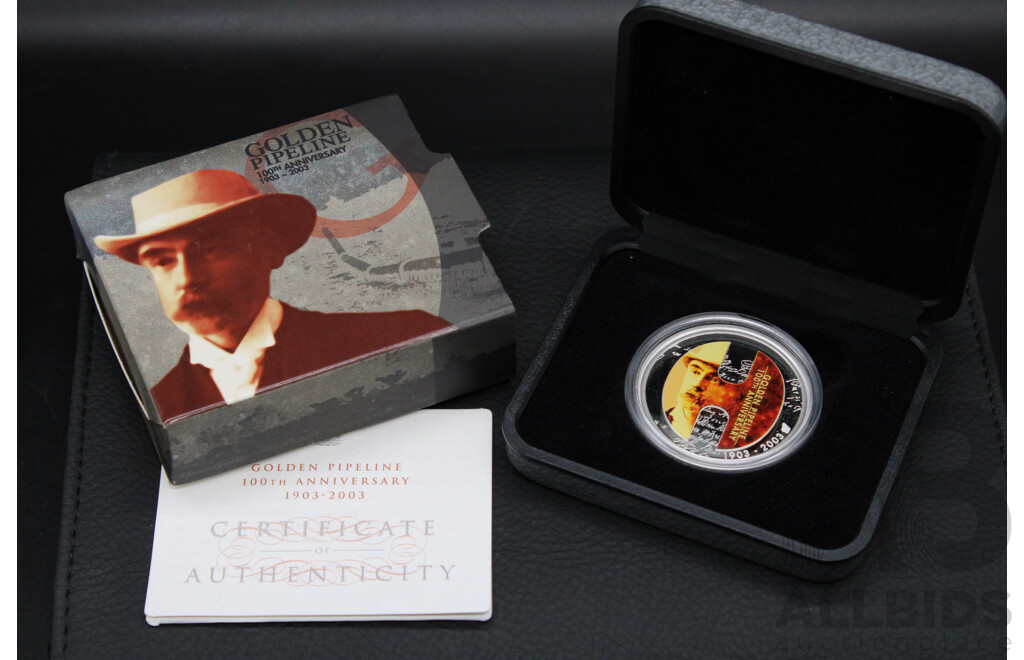 GOLDEN
PIPELINE
100TH ANNIVERSARY
1903 - 2003
GOLDEN PIPELINE
100TH ANNIVERSARY
1903-2003
CERTIFICATE
OF
AUTHENTICITY
GOLDEN PIPELINE
100TH ANNIVERSARY
1903 - 2003
ALLBIDS
auctionplace